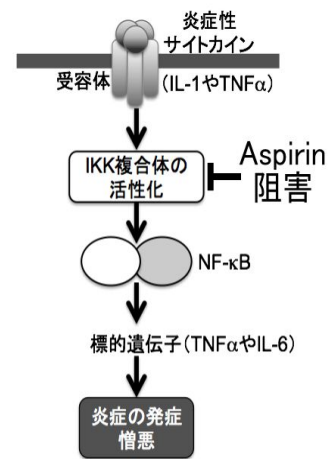 炎症性
サイトカイン
受容体
(IL-1やTNFα)
IKK複合体の
活性化
Aspirin
阻害
NF-κB
標的遺伝子(TNFαやIL-6)
炎症の発症
憎悪